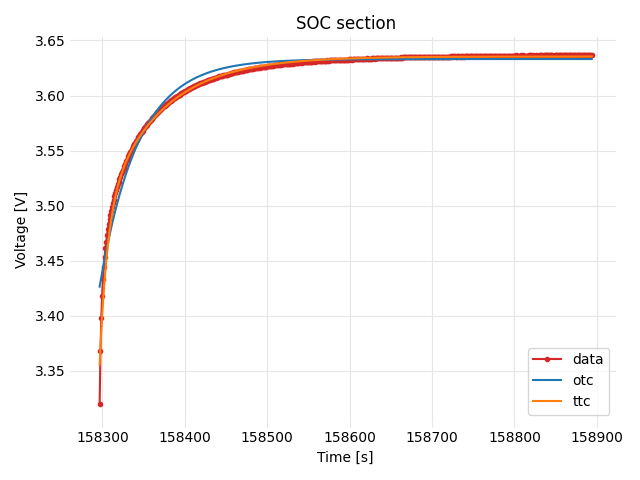 SOC section
3.65
3.60
3.55
3.50
3.45
3.40
3.35
Voltage [V]
158300 158400 158500 158600 158700 158800 158900
Time [s]
data
otc
ttc